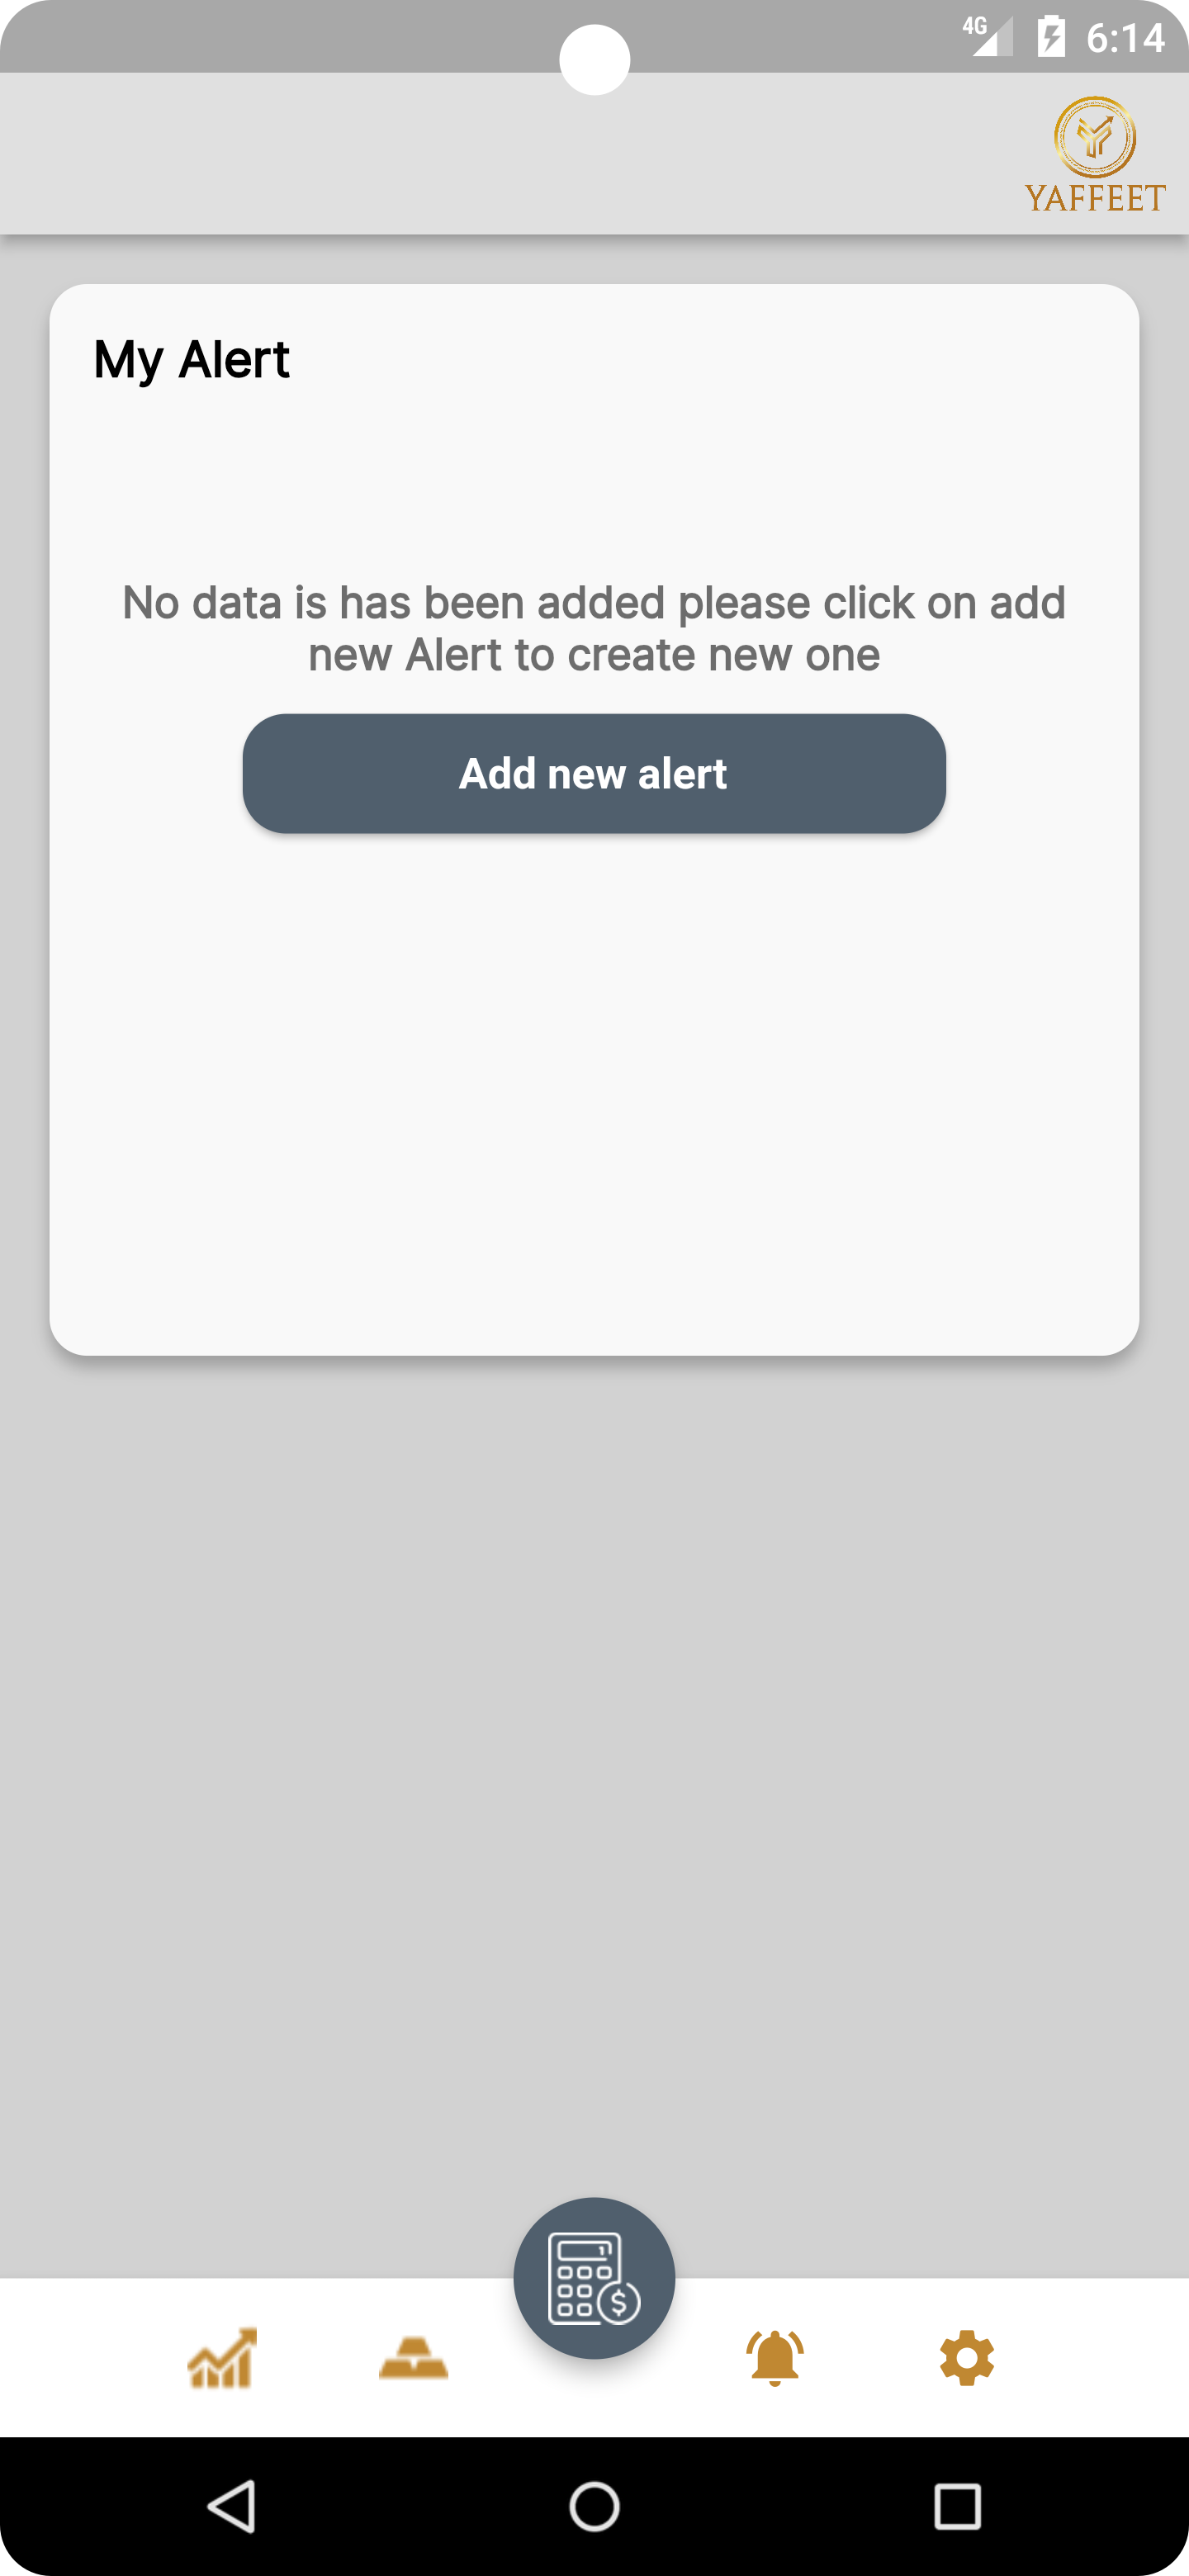 4G 6:14
YAFFEET
My Alert
No data is has been added please click on add
new Alert to create new one
Add new alert